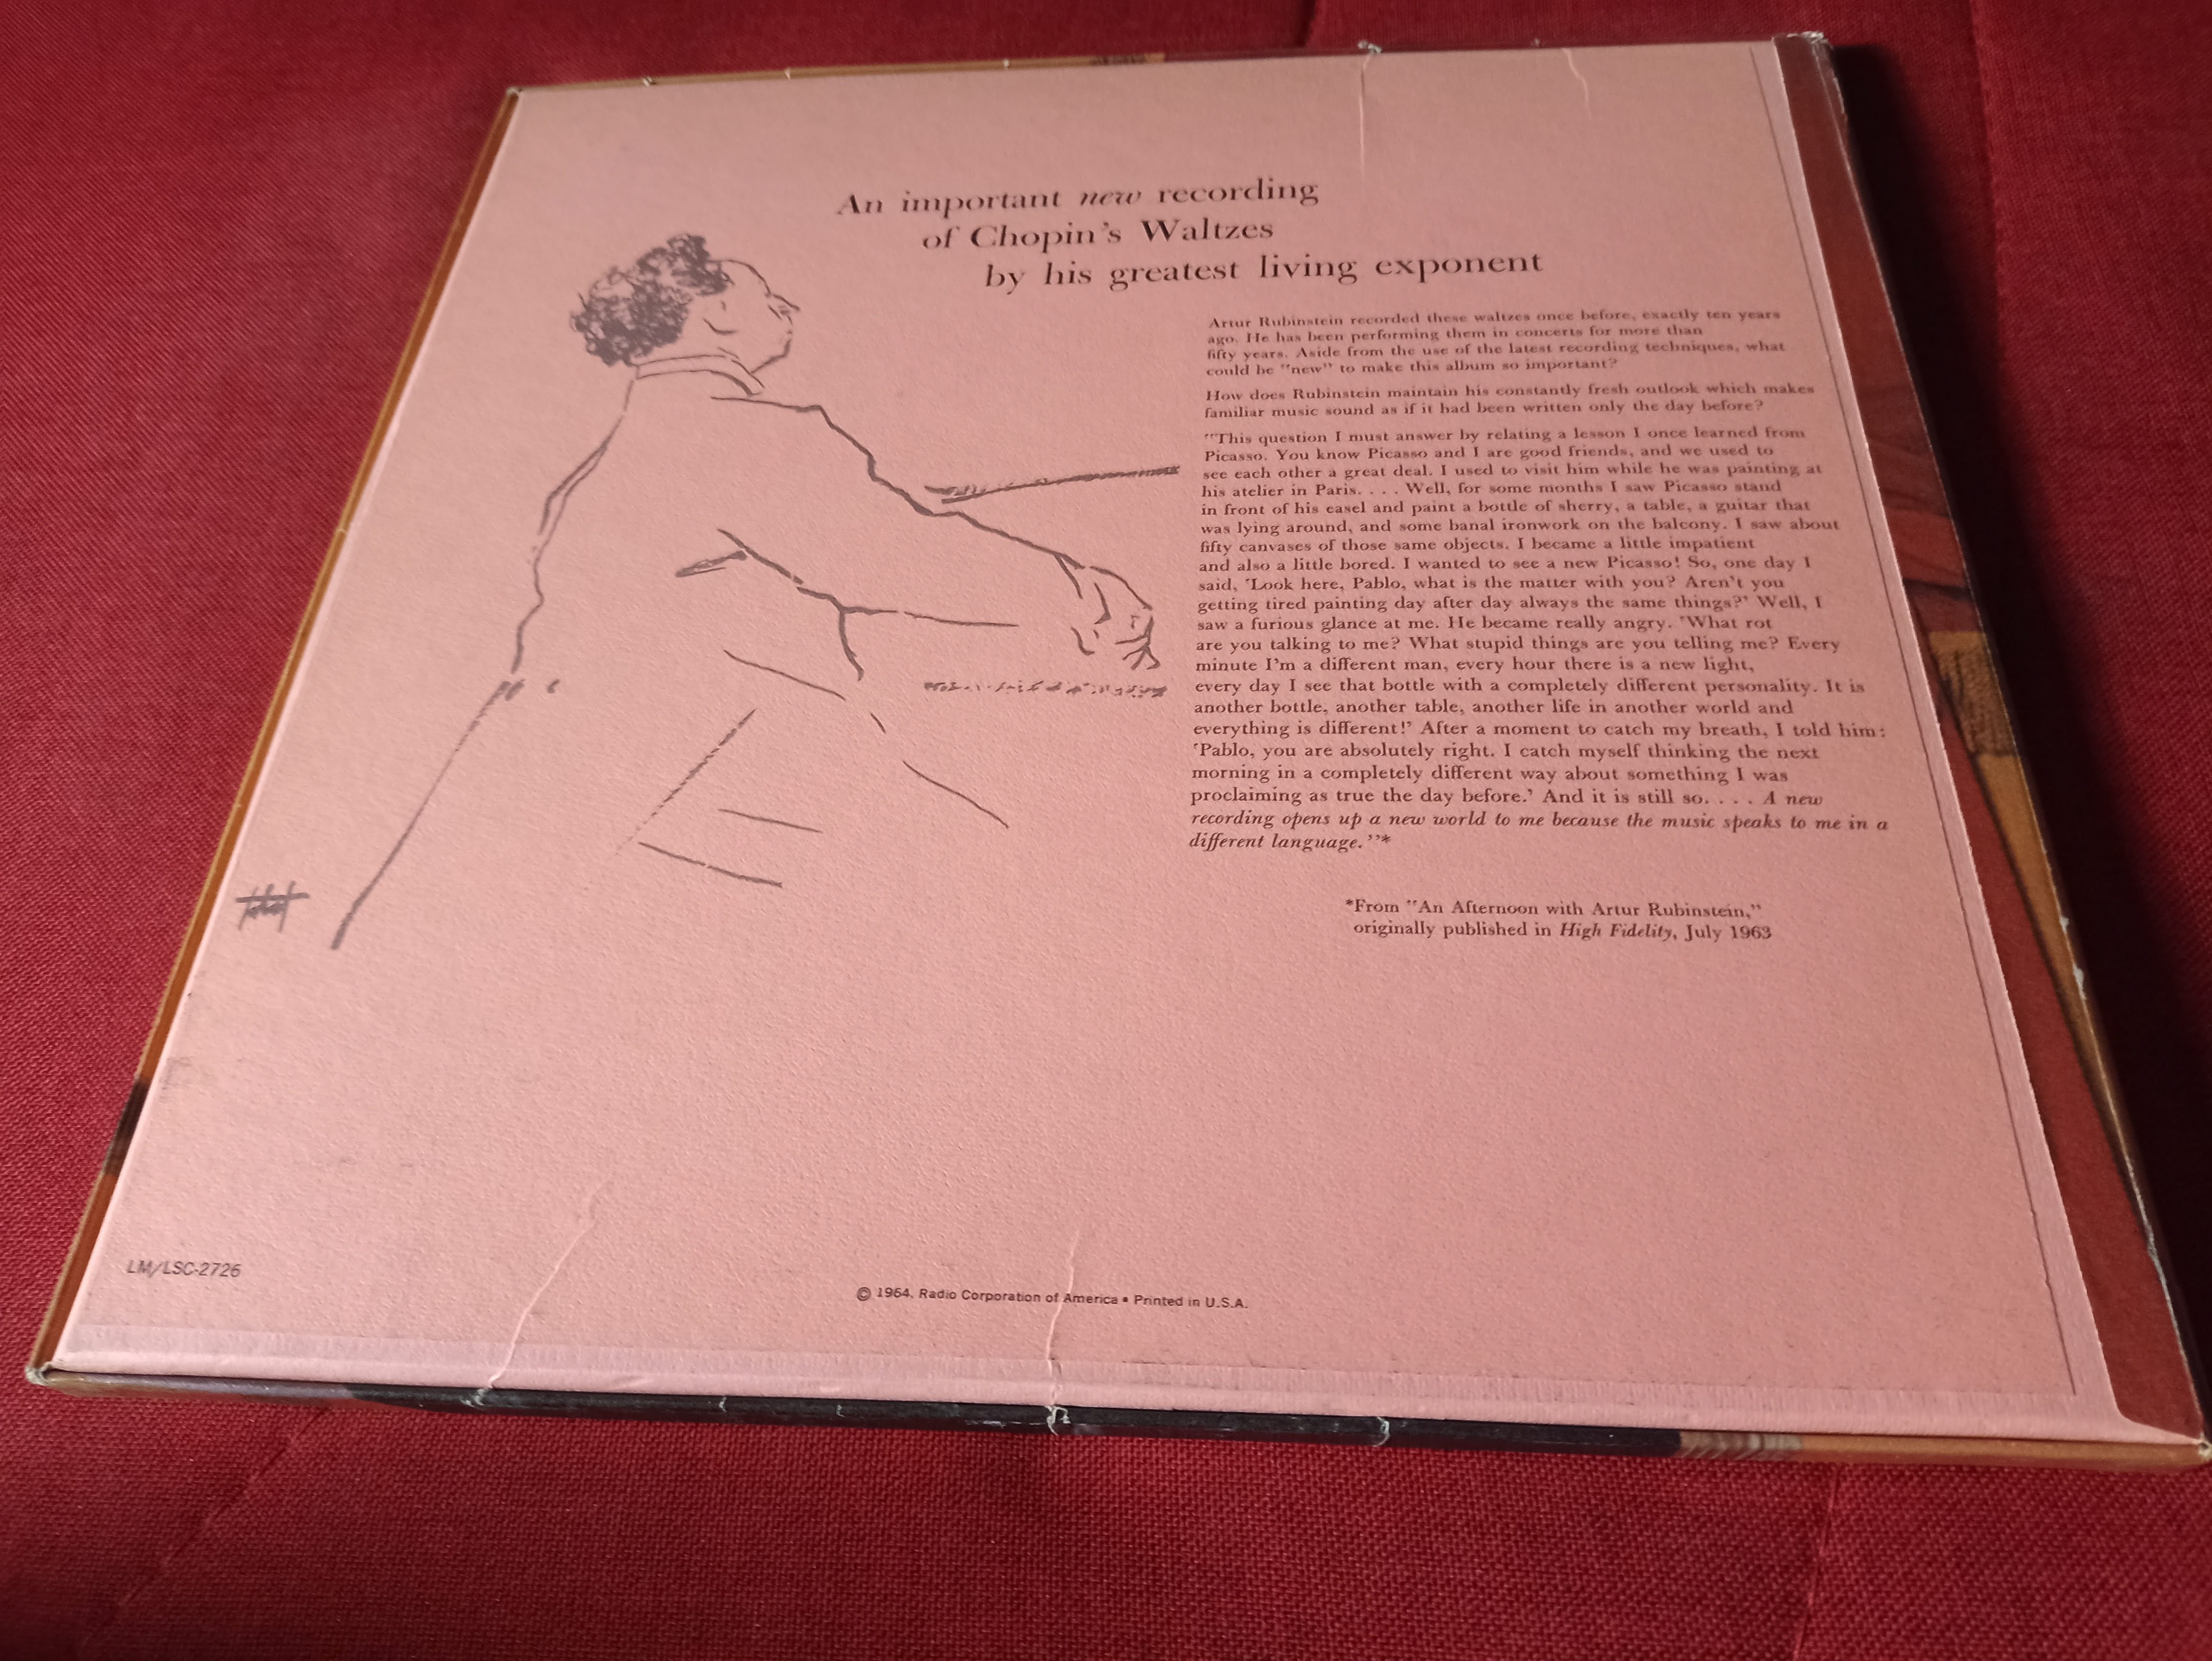 An important new recording
of Chopin's Waltzes
by his greatest living exponent
Artur Rubinstein recorded these waltzes once before, exactly ten years
ago. He has been performing them in concerts for more than
fifty years. Aside from the use of the latest recording techniques, what
could be "new" to make this album so important?
How does Rubinstein maintain his constantly fresh outlook which makes
familiar music sound as if it had been written only the day before?
"This question I must answer by relating a lesson I once learned from
Picasso. You know Picasso and I are good friends, and we used to
see each other a great deal. I used to visit him while he was painting at
his atelier in Paris. . . . Well, for some months I saw Picasso stand
in front of his easel and paint a bottle of sherry, a table, a guitar that
was lying around, and some banal ironwork on the balcony. I saw about
fifty canvases of those same objects. I became a little impatient
and also a little bored. I wanted to see a new Picasso! So, one day I
said, 'Look here, Pablo, what is the matter with you? Aren't you
getting tired painting day after day always the same things?' Well, I
saw a furious glance at me. He became really angry. 'What rot
are you talking to me? What stupid things are you telling me? Every
minute I'm a different man, every hour there is a new light,
every day I see that bottle with a completely different personality. It is
another bottle, another table, another life in another world and
everything is different!' After a moment to catch my breath, I told him:
'Pablo, you are absolutely right. I catch myself thinking the next
morning in a completely different way about something I was
proclaiming as true the day before.' And it is still so. . . . A new
recording opens up a new world to me because the music speaks to me in a
different language."*
*From "An Afternoon with Artur Rubinstein,"
originally published in High Fidelity, July 1963
LM/LSC-2726
© 1964, Radio Corporation of America • Printed in U.S.A.